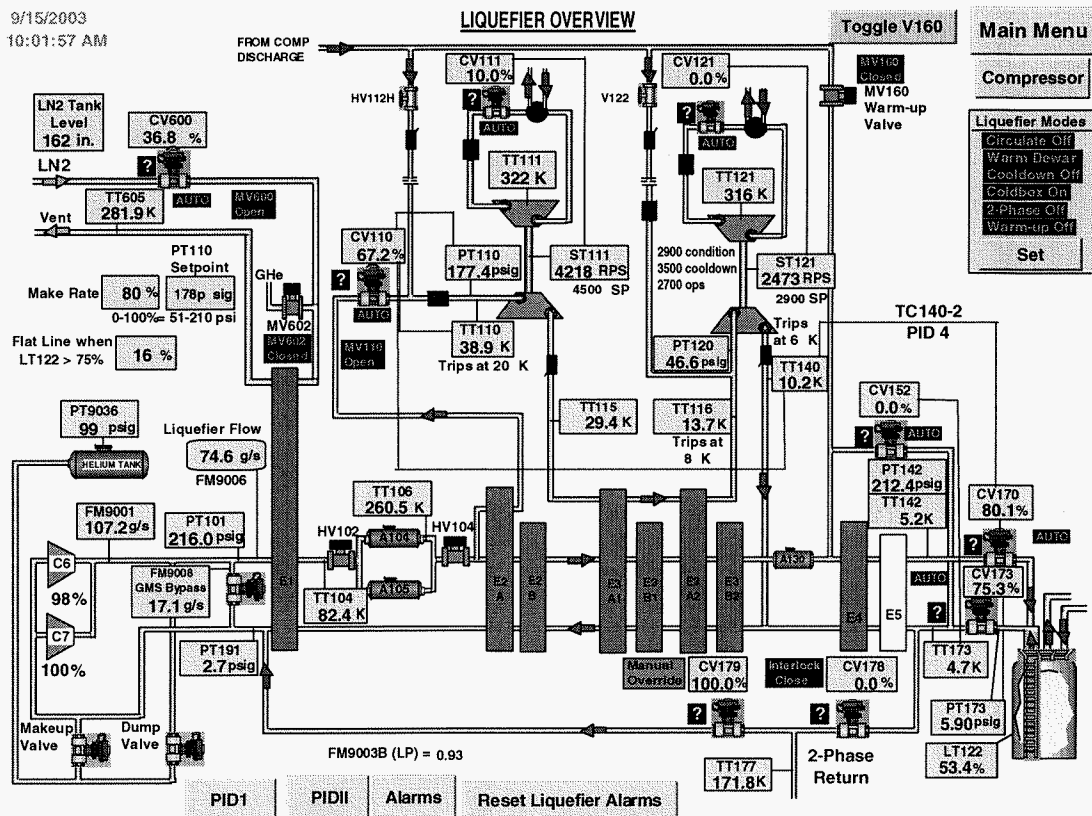 9/15/2003
10:01:57 AM
LIQUEFIER OVERVIEW
Toggle V160
Main Menu
Compressor
FROM COMP
DISCHARGE
CV111
10.0%
CV121
0.0%
MV160
Closed
MV160
Warm-up
Valve
HV112H
V122
?
AUTO
?
AUTO
Liquefier Modes
Circulate Off
Warm Dewar
Cooldown Off
Coldbox On
2-Phase Off
Warm-up Off
Set
LN2 Tank
Level
162 in.
CV600
36.8 %
LN2
?
AUTO
MV600
Open
TT605
281.9 K
Vent
TT111
322 K
TT121
316 K
CV110
67.2%
PT110
177.4psig
ST111
4218 RPS
4500 SP
2900 condition
3500 cooldown
2700 ops
ST121
2473 RPS
2900 SP
PT110
Setpoint
178p sig
Make Rate
80 %
0-100%= 51-210 psi
GHe
MV602
MV602
Closed
?
AUTO
MV110
Open
TT110
38.9 K
Trips at 20 K
Trips
at 6 K
TC140-2
PID 4
Flat Line when
LT122 > 75%
16 %
PT120
46.6psig
TT140
10.2K
TT115
29.4 K
TT116
13.7K
Trips at
8 K
CV152
0.0%
AUTO
PT9036
99 psig
HELIUM TANK
Liquefier Flow
74.6 g/s
FM9006
PT142
212.4psig
TT142
5.2K
CV170
80.1%
AUTO
FM9001
107.2g/s
PT101
216.0psig
TT106
260.5 K
HV102
HV104
A104
A105
A130
?
C6
98%
FM9008
GMS Bypass
17.1 g/s
E1
TT104
82.4 K
E2
A
E2
B
E3
A1
E3
B1
E3
A2
E3
B2
E4
E5
AUTO
CV173
75.3%
?
C7
100%
PT191
2.7psig
Manual
Override
CV179
100.0%
Interlock
Close
CV178
0.0%
TT173
4.7K
PT173
5.90psig
LT122
53.4%
Makeup
Valve
Dump
Valve
?
?
FM9003B (LP) = 0.93
TT177
171.8K
2-Phase
Return
PID1
PIDII
Alarms
Reset Liquefier Alarms